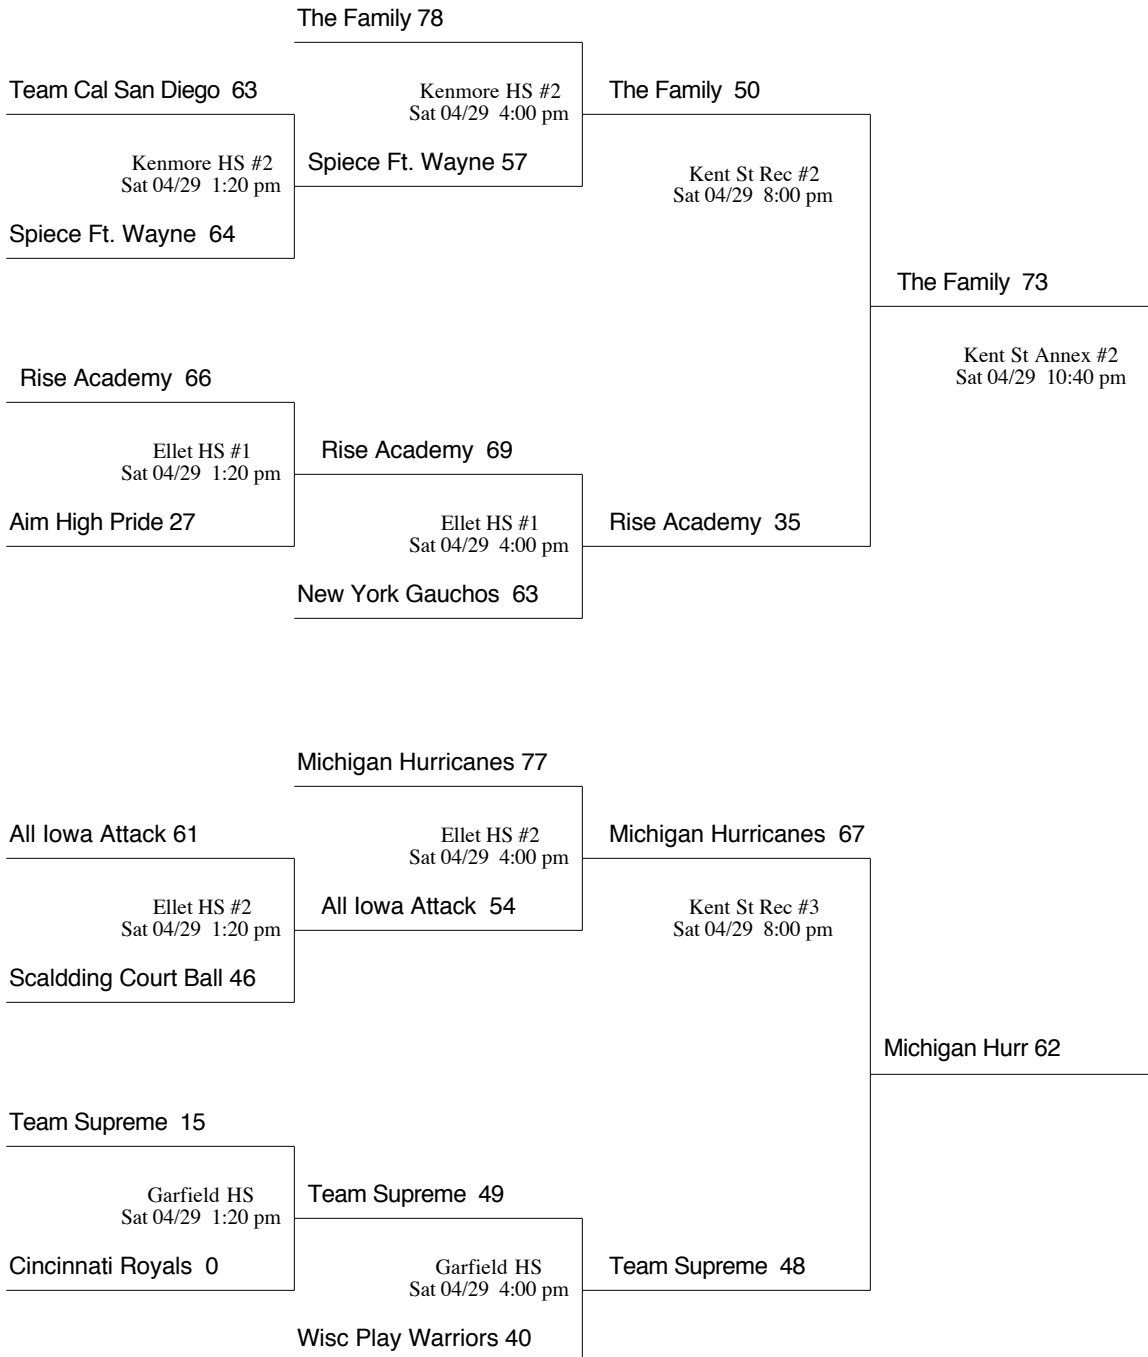 The Family 78
Team Cal San Diego 63
Kenmore HS #2
Sat 04/29 4:00 pm
The Family 50
Kenmore HS #2
Sat 04/29 1:20 pm
Spiece Ft. Wayne 57
Kent St Rec #2
Sat 04/29 8:00 pm
Spiece Ft. Wayne 64
The Family 73
Kent St Annex #2
Sat 04/29 10:40 pm
Rise Academy 66
Ellet HS #1
Sat 04/29 1:20 pm
Rise Academy 69
Aim High Pride 27
Ellet HS #1
Sat 04/29 4:00 pm
Rise Academy 35
New York Gauchos 63
Michigan Hurricanes 77
All Iowa Attack 61
Ellet HS #2
Sat 04/29 4:00 pm
Michigan Hurricanes 67
Ellet HS #2
Sat 04/29 1:20 pm
All Iowa Attack 54
Kent St Rec #3
Sat 04/29 8:00 pm
Scaldding Court Ball 46
Michigan Hurr 62
Team Supreme 15
Garfield HS
Sat 04/29 1:20 pm
Team Supreme 49
Cincinnati Royals 0
Garfield HS
Sat 04/29 4:00 pm
Team Supreme 48
Wisc Play Warriors 40